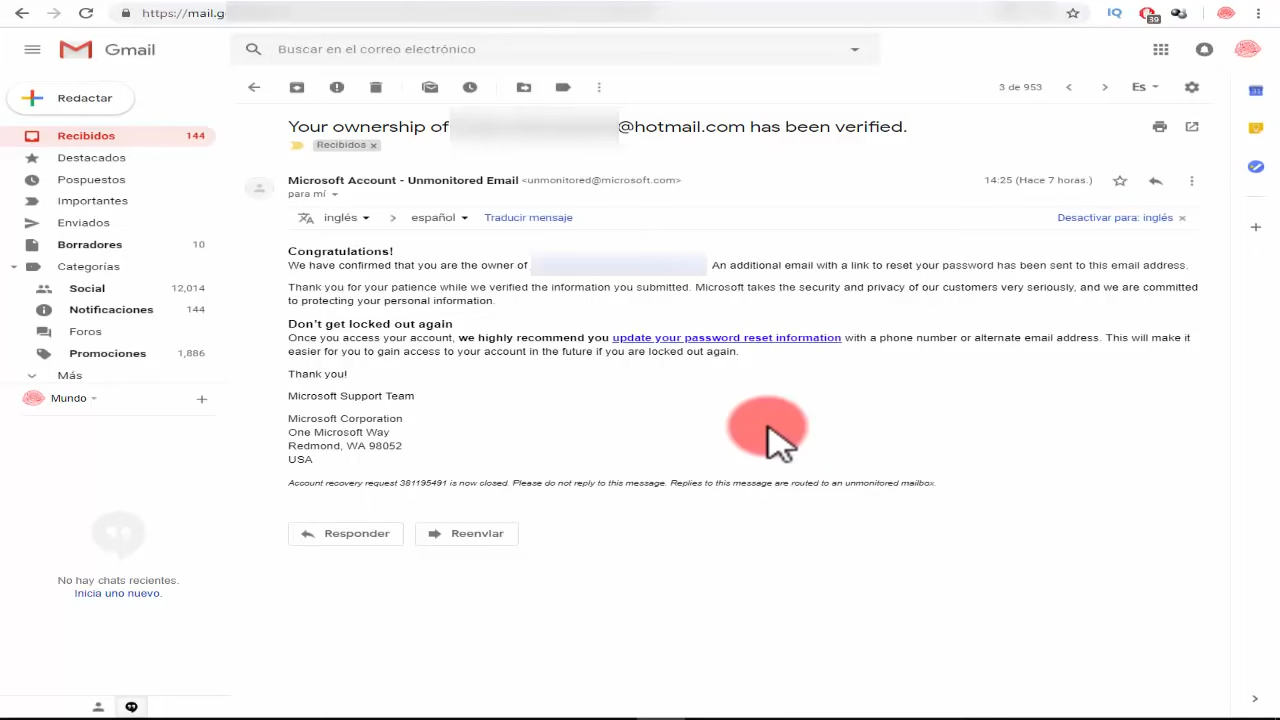 https://mail.g
IQ
39
Gmail
Buscar en el correo electrónico
Redactar
3 de 953
Es
Recibidos 144
Destacados
Pospuestos
Importantes
Enviados
Borradores 10
Categorías
Social 12,014
Notificaciones 144
Foros
Promociones 1,886
Más
Mundo
No hay chats recientes.
Inicia uno nuevo.
Your ownership of @hotmail.com has been verified.
Recibidos x
Microsoft Account - Unmonitored Email <unmonitored@microsoft.com>
14:25 (Hace 7 horas.)
para mí
inglés > español Traducir mensaje
Desactivar para: inglés x
Congratulations!
We have confirmed that you are the owner of An additional email with a link to reset your password has been sent to this email address.
Thank you for your patience while we verified the information you submitted. Microsoft takes the security and privacy of our customers very seriously, and we are committed
to protecting your personal information.
Don't get locked out again
Once you access your account, we highly recommend you update your password reset information with a phone number or alternate email address. This will make it
easier for you to gain access to your account in the future if you are locked out again.
Thank you!
Microsoft Support Team
Microsoft Corporation
One Microsoft Way
Redmond, WA 98052
USA
Account recovery request 381195491 is now closed. Please do not reply to this message. Replies to this message are routed to an unmonitored mailbox.
Responder
Reenviar